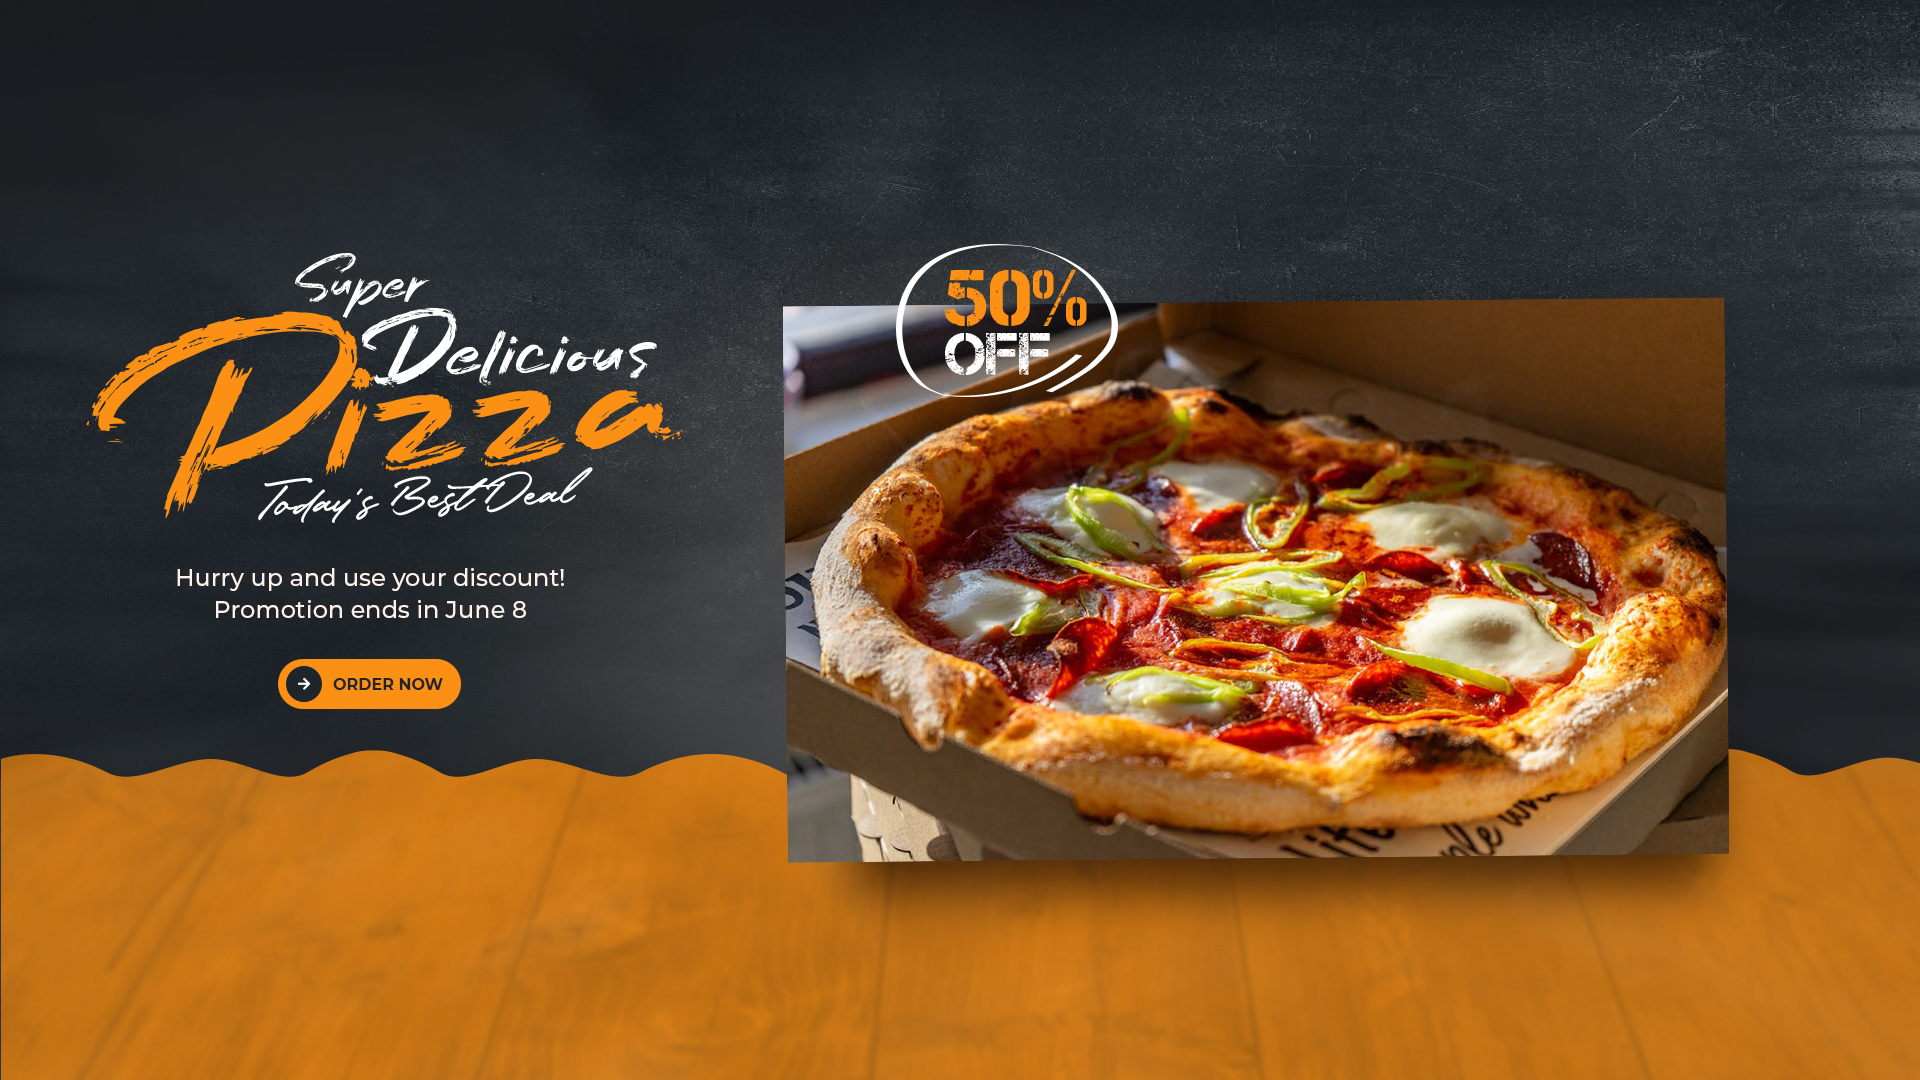 Super
Delicious
Pizza
Today's Best Deal
Hurry up and use your discount!
Promotion ends in June 8
ORDER NOW
50%
OFF
life